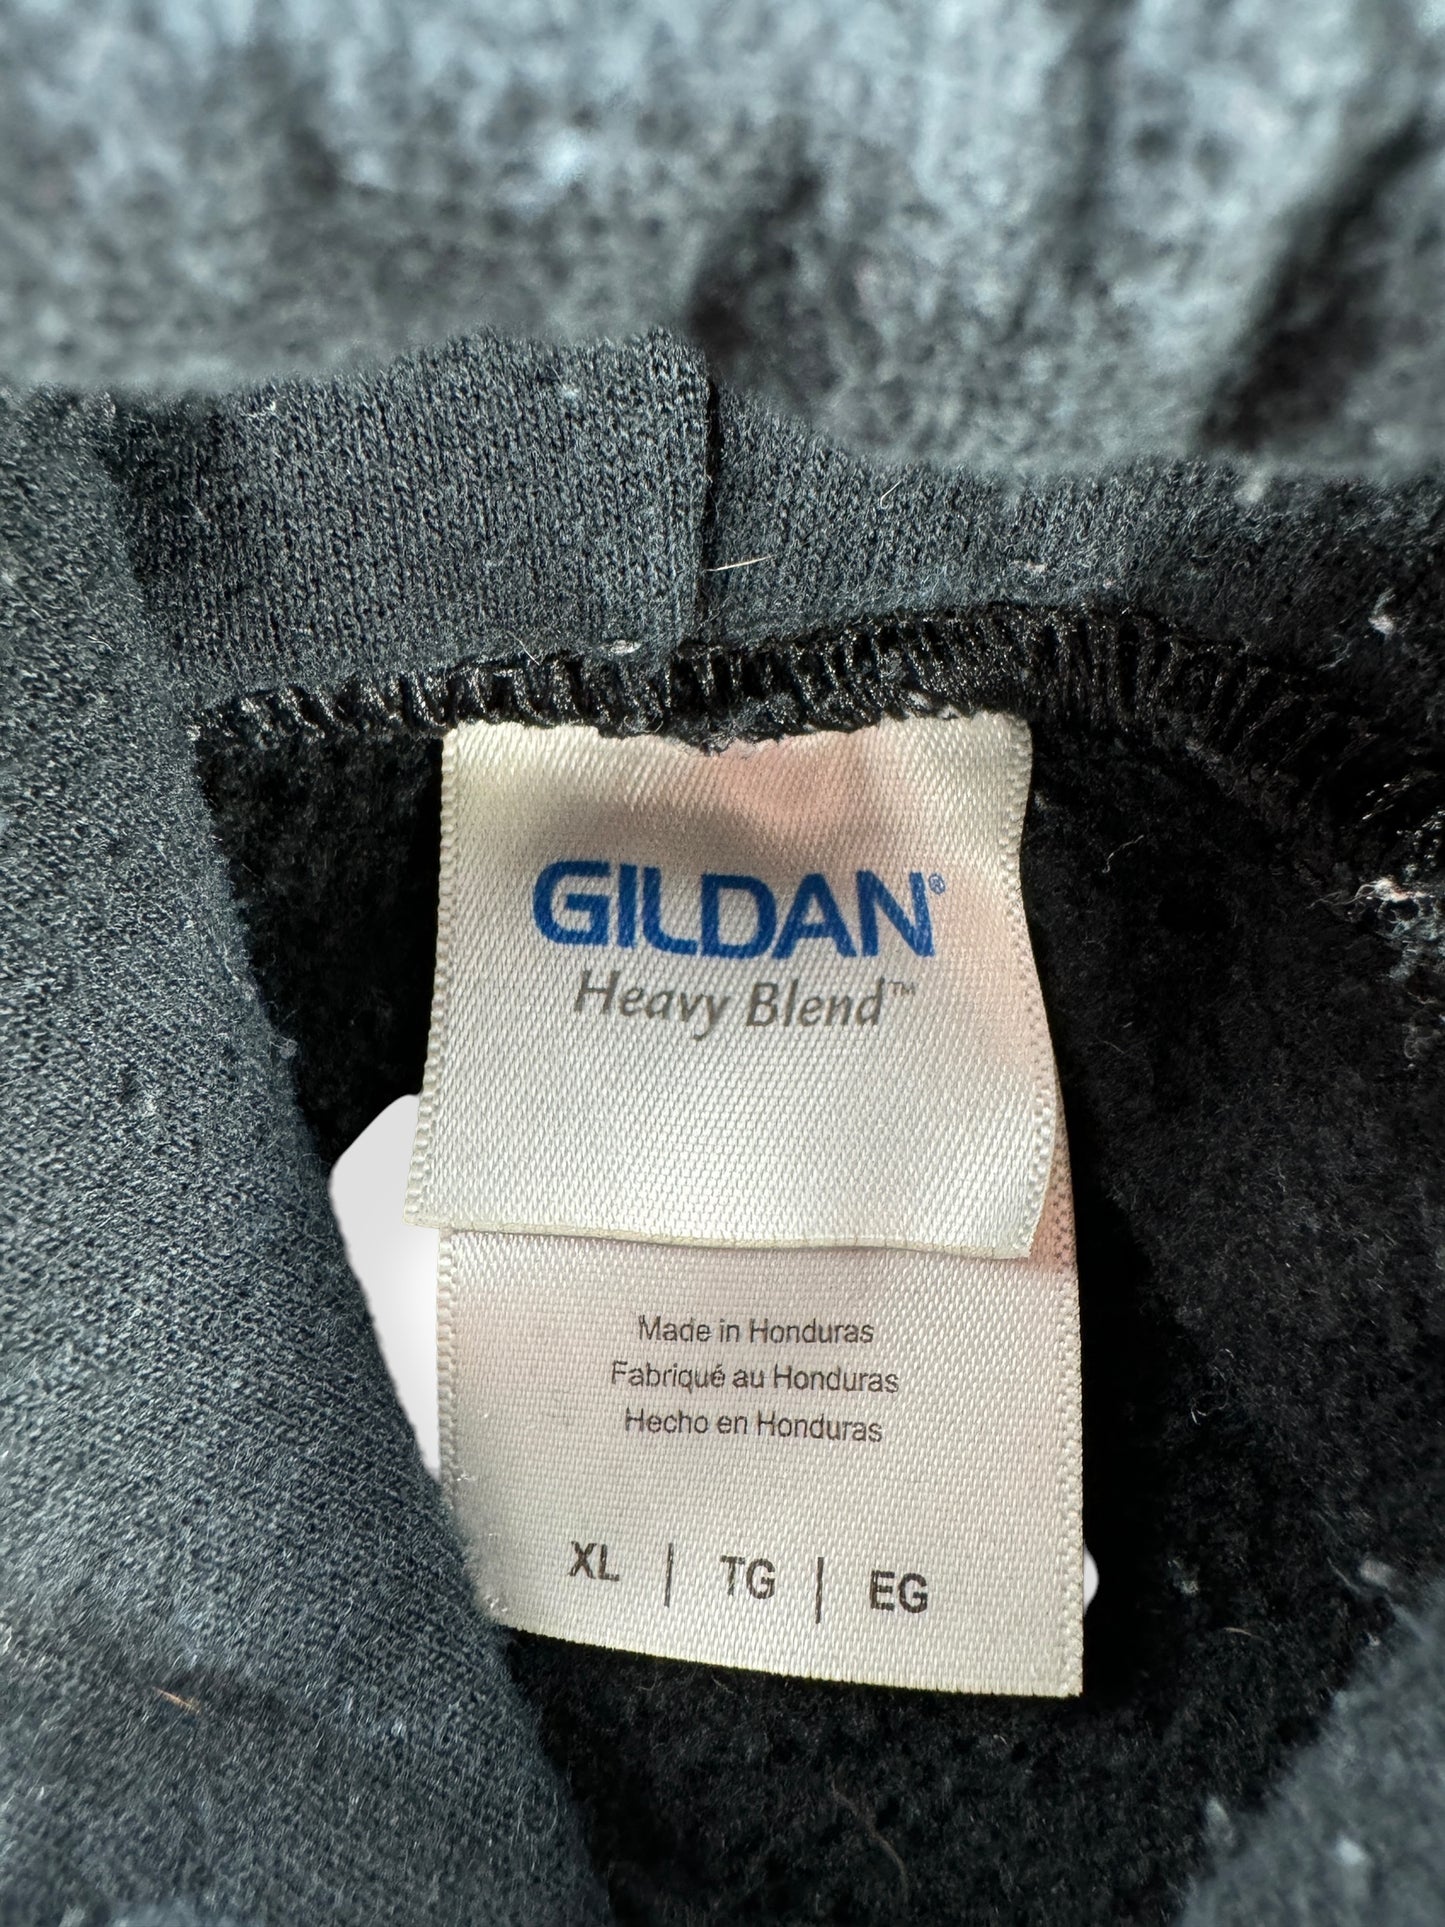 GILDAN®
Heavy Blend™
Made in Honduras
Fabriqué au Honduras
Hecho en Honduras
XL | TG | EG